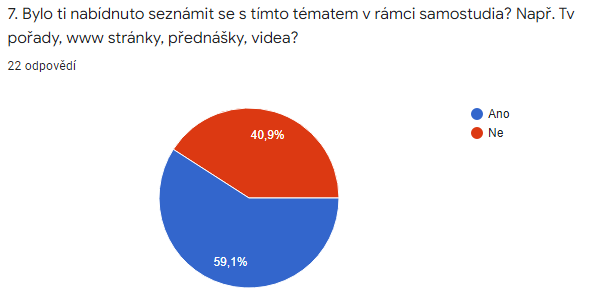 7. Bylo ti nabídnuto seznámit se s tímto tématem v rámci samostudia? Např. Tv
pořady, www stránky, přednášky, videa?
22 odpovědí
Ano
Ne
40,9%
59,1%